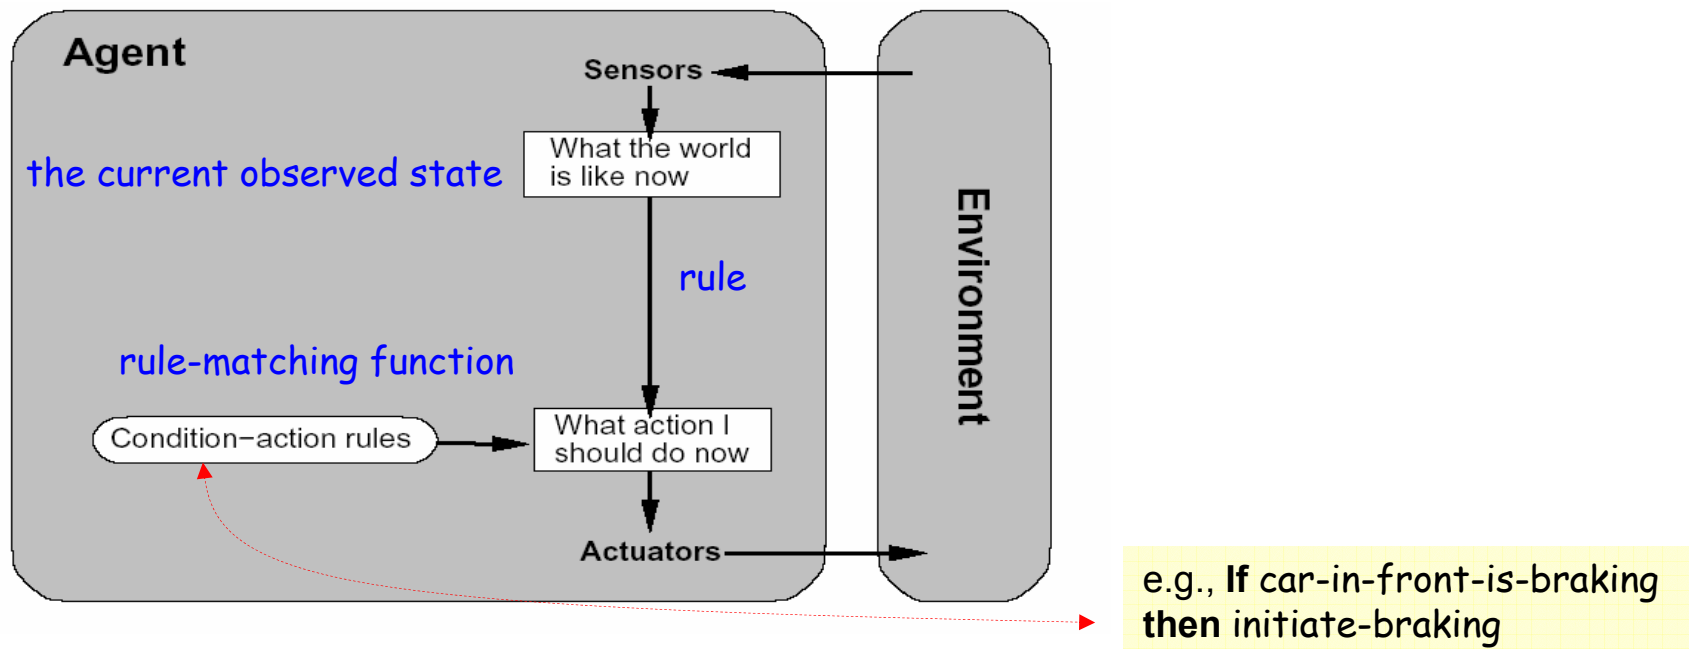 Agent
Sensors
What the world
is like now
the current observed state
rule
Environment
rule-matching function
Condition−action rules
What action I
should do now
Actuators
e.g., If car-in-front-is-braking
then initiate-braking